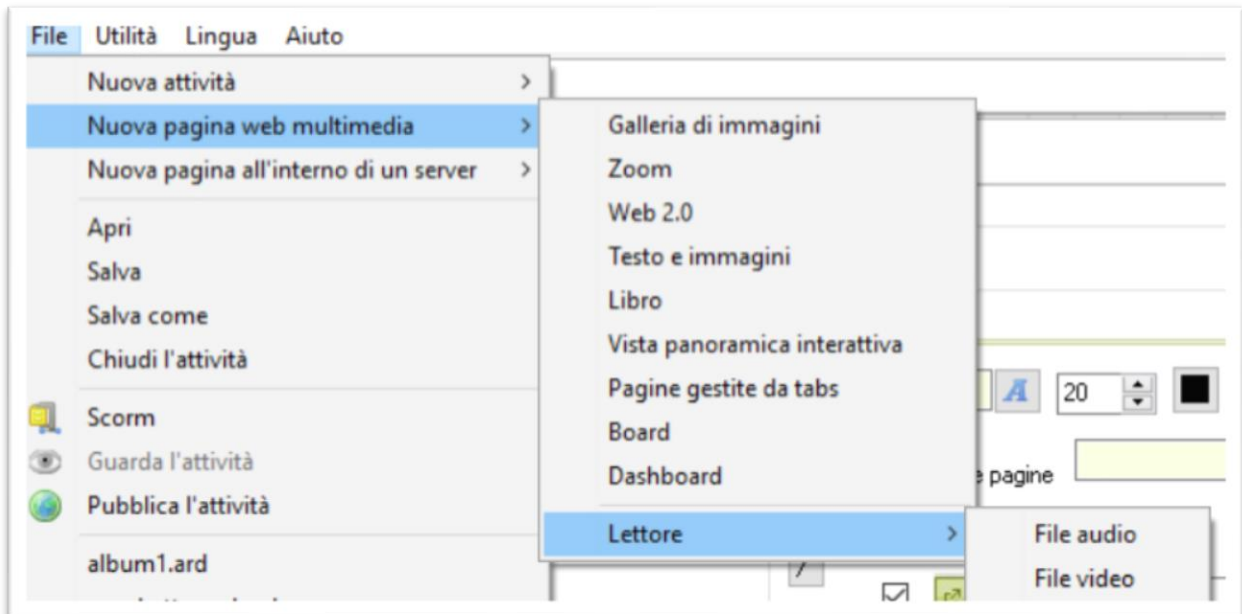 File Utilità Lingua Aiuto
Nuova attività
Nuova pagina web multimedia
Nuova pagina all'interno di un server
Apri
Salva
Salva come
Chiudi l'attività
Scorm
Guarda l'attività
Pubblica l'attività
album1.ard
Galleria di immagini
Zoom
Web 2.0
Testo e immagini
Libro
Vista panoramica interattiva
Pagine gestite da tabs
Board
Dashboard
Lettore
File audio
File video
A 20
pagine